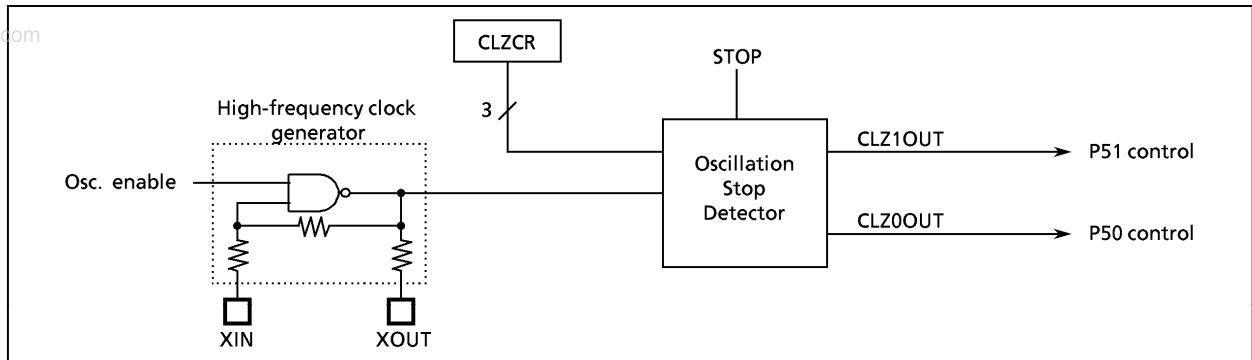 com
CLZCR
STOP
3
High-frequency clock
generator
Osc. enable
Oscillation
Stop
Detector
CLZ1OUT
P51 control
CLZ0OUT
P50 control
XIN
XOUT